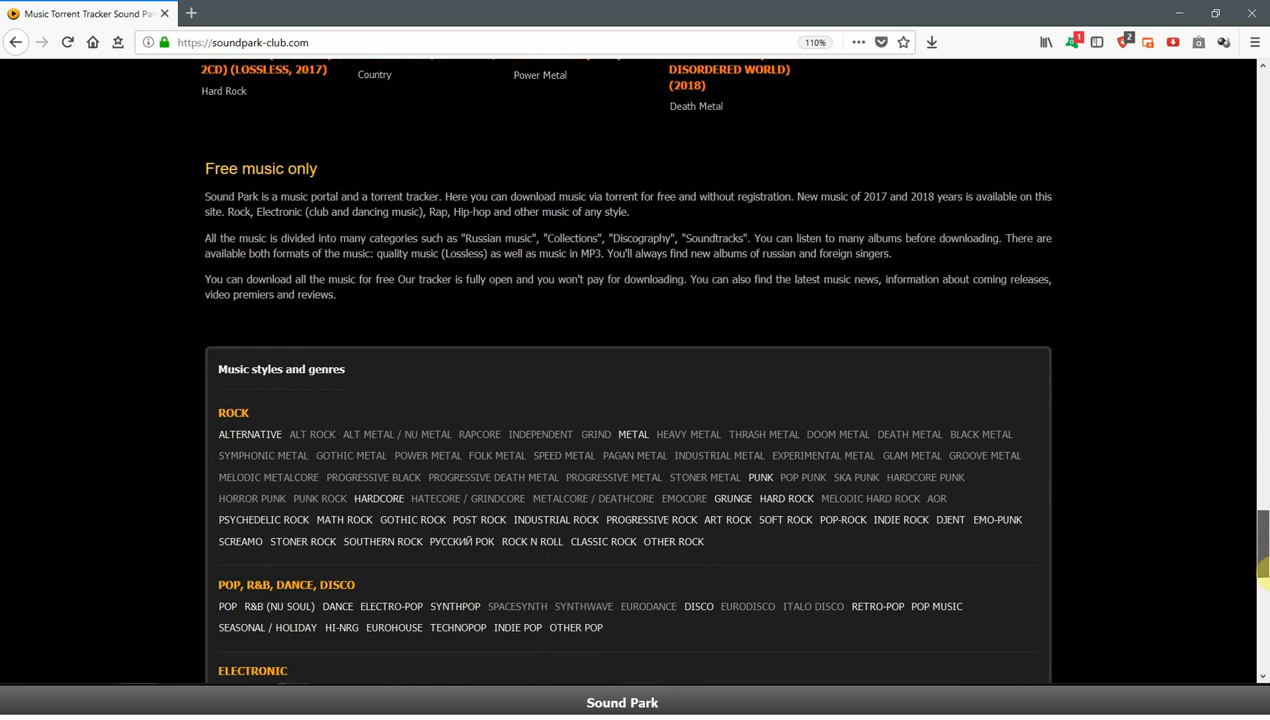 Music Torrent Tracker Sound Pa
https://soundpark-club.com
110%
1
2
2CD) (LOSSLESS, 2017)
Hard Rock
Country
Power Metal
DISORDERED WORLD)
(2018)
Death Metal
Free music only
Sound Park is a music portal and a torrent tracker. Here you can download music via torrent for free and without registration. New music of 2017 and 2018 years is available on this
site. Rock, Electronic (club and dancing music), Rap, Hip-hop and other music of any style.
All the music is divided into many categories such as "Russian music", "Collections", "Discography", "Soundtracks". You can listen to many albums before downloading. There are
available both formats of the music: quality music (Lossless) as well as music in MP3. You'll always find new albums of russian and foreign singers.
You can download all the music for free Our tracker is fully open and you won't pay for downloading. You can also find the latest music news, information about coming releases,
video premiers and reviews.
Music styles and genres
ROCK
ALTERNATIVE ALT ROCK ALT METAL / NU METAL RAPCORE INDEPENDENT GRIND METAL HEAVY METAL THRASH METAL DOOM METAL DEATH METAL BLACK METAL
SYMPHONIC METAL GOTHIC METAL POWER METAL FOLK METAL SPEED METAL PAGAN METAL INDUSTRIAL METAL EXPERIMENTAL METAL GLAM METAL GROOVE METAL
MELODIC METALCORE PROGRESSIVE BLACK PROGRESSIVE DEATH METAL PROGRESSIVE METAL STONER METAL PUNK POP PUNK SKA PUNK HARDCORE PUNK
HORROR PUNK PUNK ROCK HARDCORE HATECORE / GRINDCORE METALCORE / DEATHCORE EMOCORE GRUNGE HARD ROCK MELODIC HARD ROCK AOR
PSYCHEDELIC ROCK MATH ROCK GOTHIC ROCK POST ROCK INDUSTRIAL ROCK PROGRESSIVE ROCK ART ROCK SOFT ROCK POP-ROCK INDIE ROCK DJENT EMO-PUNK
SCREAMO STONER ROCK SOUTHERN ROCK РУССКИЙ РОК ROCK N ROLL CLASSIC ROCK OTHER ROCK
POP, R&B, DANCE, DISCO
POP R&B (NU SOUL) DANCE ELECTRO-POP SYNTHPOP SPACESYNTH SYNTHWAVE EURODANCE DISCO EURODISCO ITALO DISCO RETRO-POP POP MUSIC
SEASONAL / HOLIDAY HI-NRG EUROHOUSE TECHNOPOP INDIE POP OTHER POP
ELECTRONIC
Sound Park